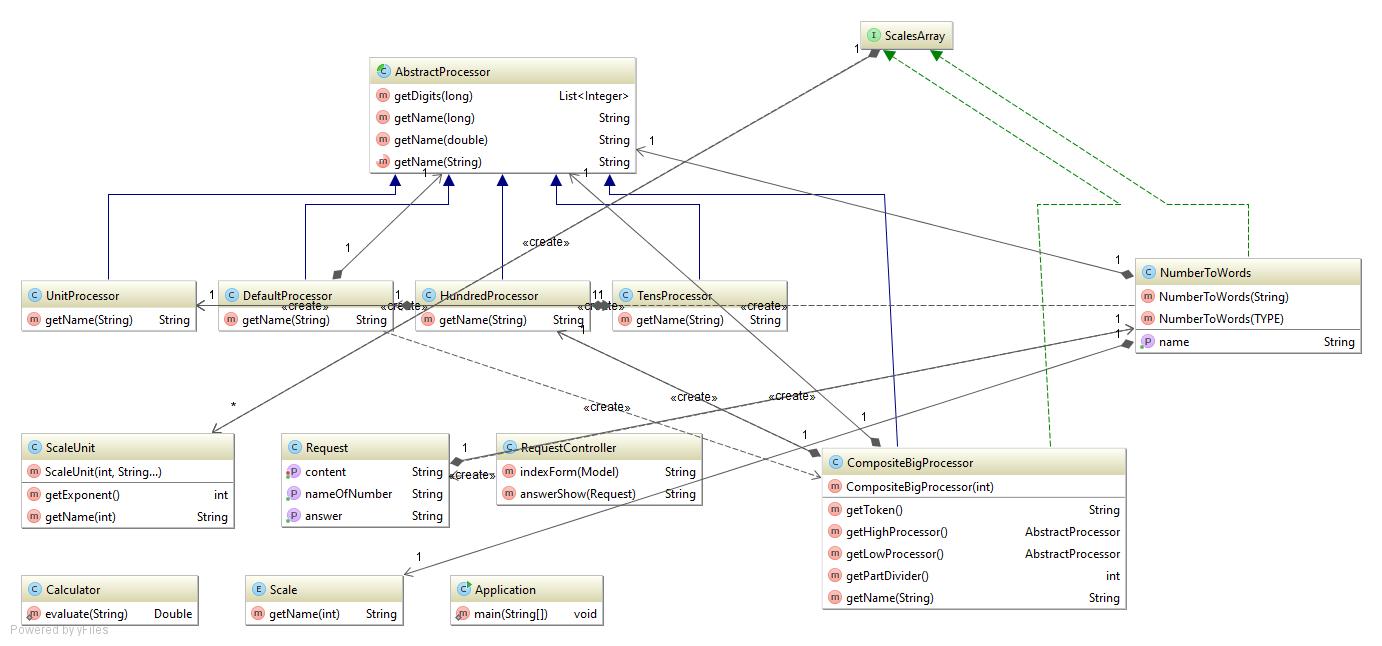 I ScalesArray
1
C AbstractProcessor
m getDigits(long) List<Integer>
m getName(long) String
m getName(double) String
m getName(String) String
1
1
1
«create»
1
1
C NumberToWords
m NumberToWords(String)
m NumberToWords(TYPE)
P name String
1
1
C UnitProcessor
m getName(String) String
1
C DefaultProcessor
m getName(String) String
«create»
1
«create»
C HundredProcessor
m getName(String) String
1
11
«create»
C TensProcessor
m getName(String) String
«create»
*
«create»
«create»
«create»
1
1
C ScaleUnit
m ScaleUnit(int, String...)
m getExponent() int
m getName(int) String
C Request
P content String
P nameOfNumber String
P answer String
1
«create»
C RequestController
m indexForm(Model) String
m answerShow(Request) String
C CompositeBigProcessor
m CompositeBigProcessor(int)
m getToken() String
m getHighProcessor() AbstractProcessor
m getLowProcessor() AbstractProcessor
m getPartDivider() int
m getName(String) String
1
C Calculator
m evaluate(String) Double
E Scale
m getName(int) String
C Application
m main(String[]) void
Powered by yFiles